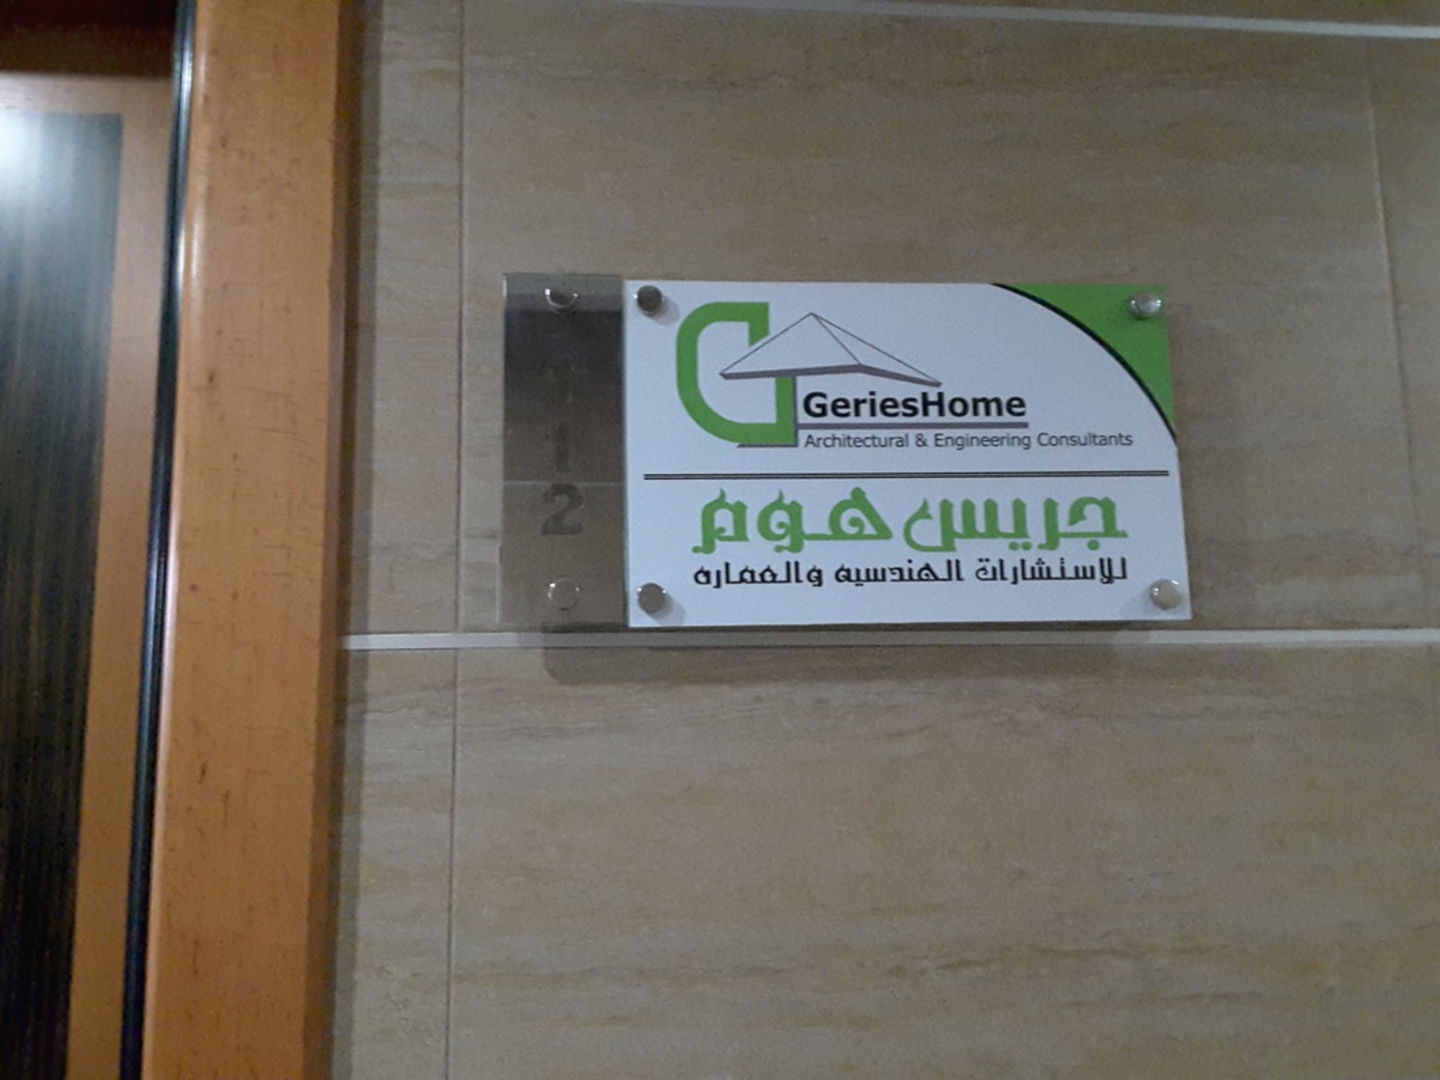 GeriesHome
Architectural & Engineering Consultants
جريس هوم
للاستشارات الهندسيه والعماره
2